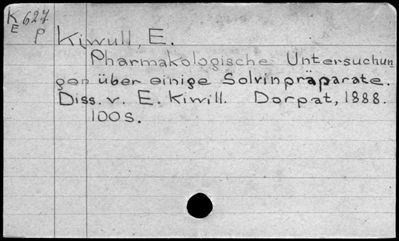 K 627
E
P
Kiwull, E.
Pharmakologische Untersuchun
gen über einige Solvinpräparate.
Diss. v. E. Kiwill. Dorpat, 1888.
100 S.